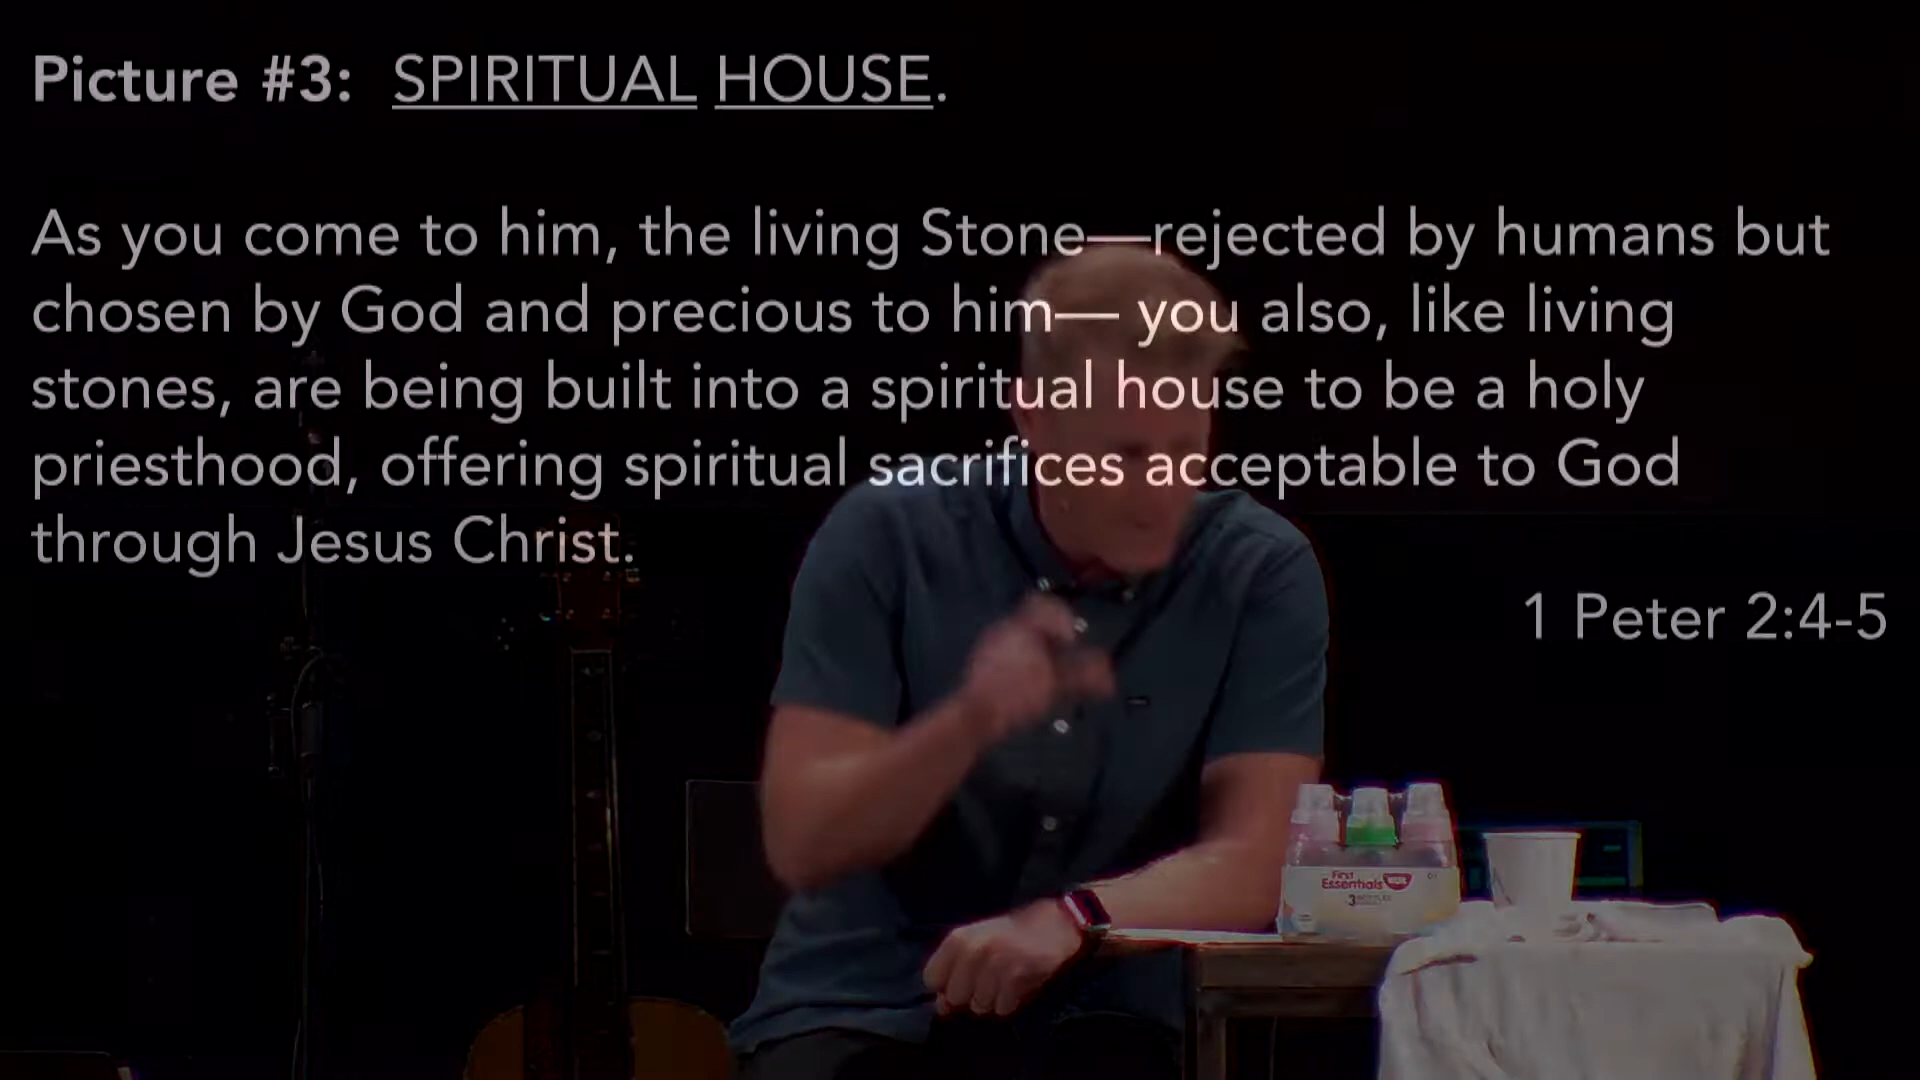 Picture #3: SPIRITUAL HOUSE.
As you come to him, the living Stone—rejected by humans but
chosen by God and precious to him— you also, like living
stones, are being built into a spiritual house to be a holy
priesthood, offering spiritual sacrifices acceptable to God
through Jesus Christ.
1 Peter 2:4-5
First
Essentials
3